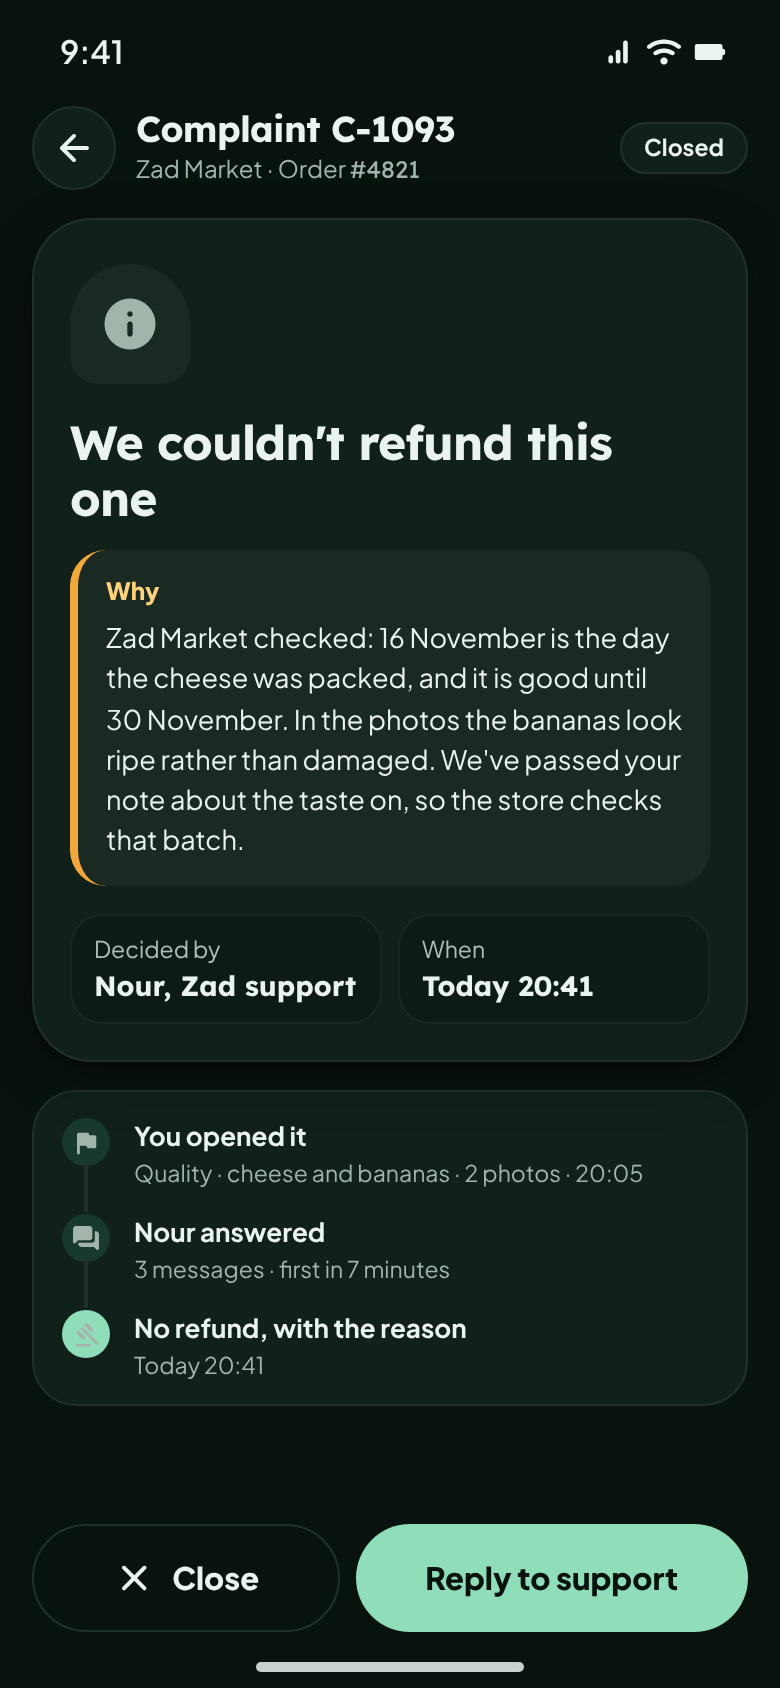 9:41
Complaint C-1093
Zad Market · Order #4821
Closed
We couldn't refund this
one
Why
Zad Market checked: 16 November is the day
the cheese was packed, and it is good until
30 November. In the photos the bananas look
ripe rather than damaged. We've passed your
note about the taste on, so the store checks
that batch.
Decided by
Nour, Zad support
When
Today 20:41
You opened it
Quality · cheese and bananas · 2 photos · 20:05
Nour answered
3 messages · first in 7 minutes
No refund, with the reason
Today 20:41
Close
Reply to support